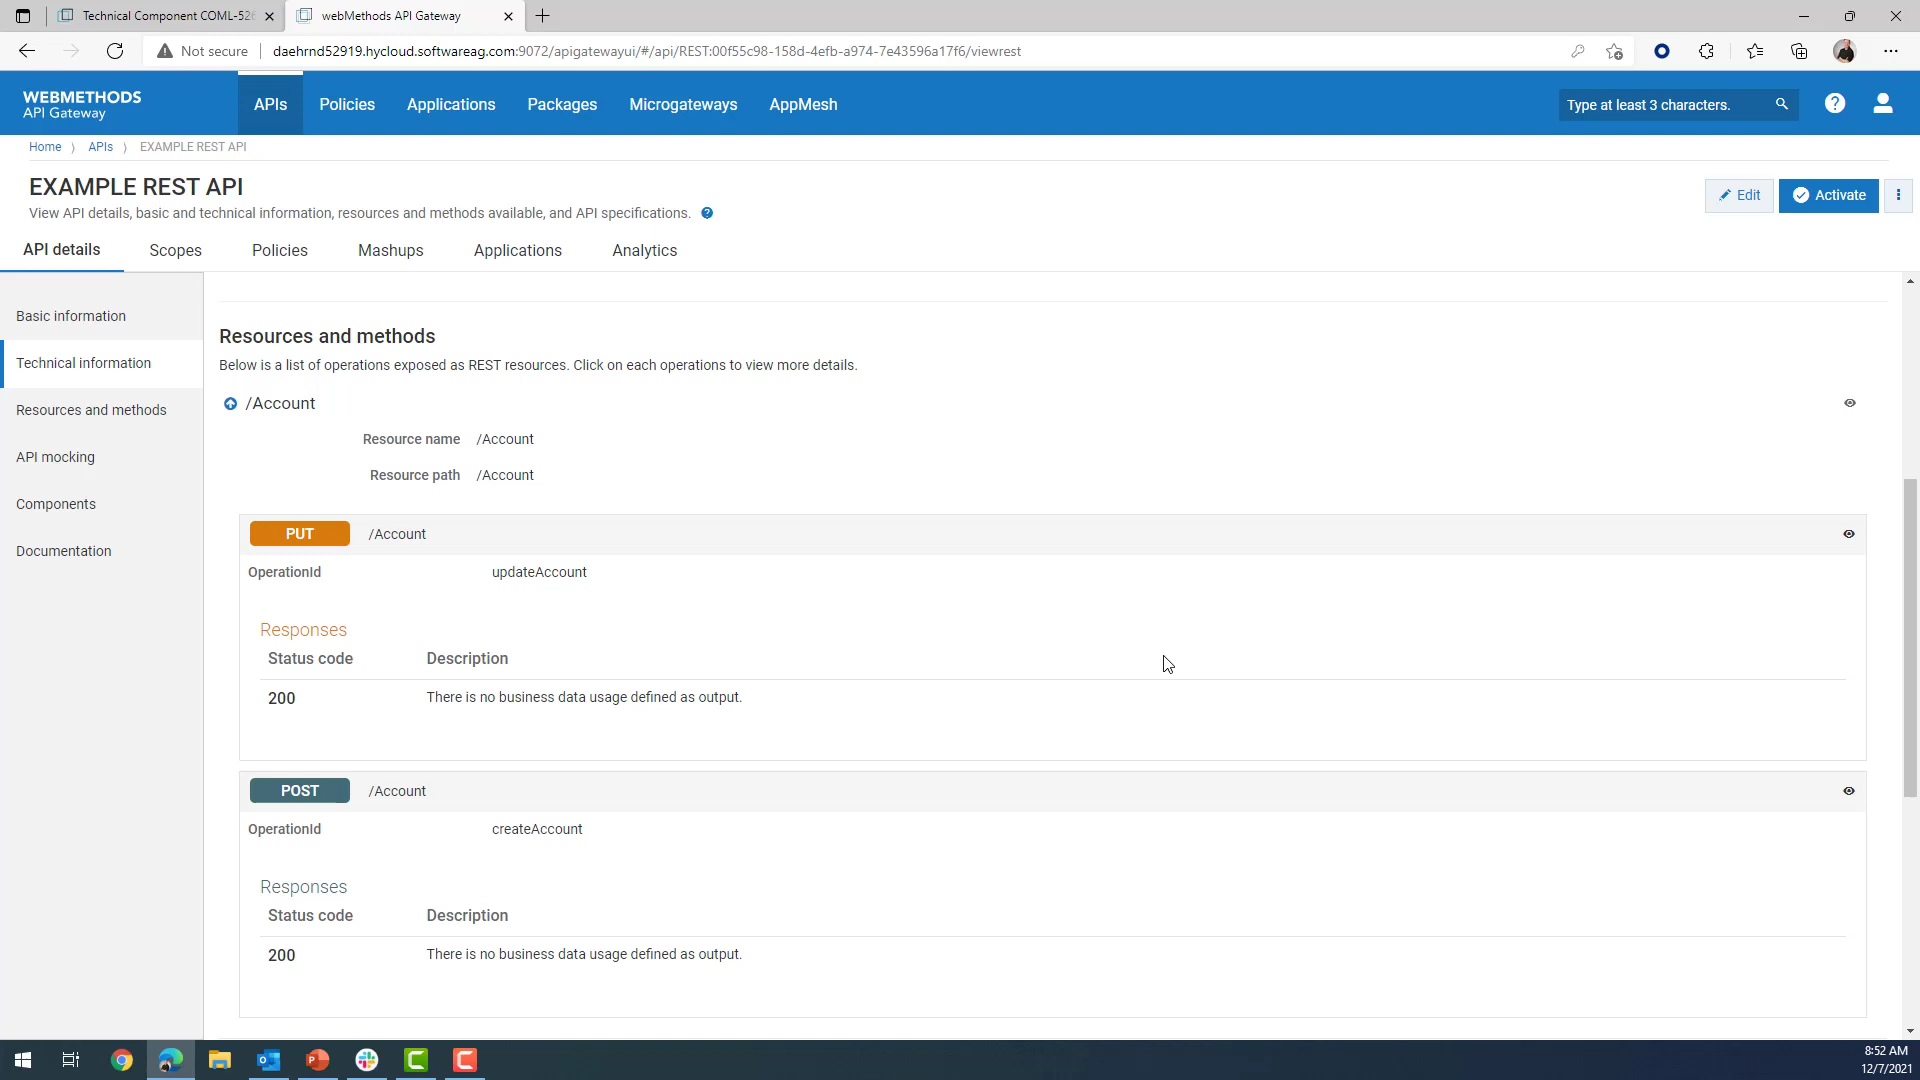 Technical Component COML-526
webMethods API Gateway
Not secure
daehrnd52919.hycloud.softwareag.com:9072/apigatewayui/#/api/REST:00f55c98-158d-4efb-a974-7e43596a17f6/viewrest
WEBMETHODS
API Gateway
APIs
Policies
Applications
Packages
Microgateways
AppMesh
Type at least 3 characters.
Home
APIs
EXAMPLE REST API
EXAMPLE REST API
View API details, basic and technical information, resources and methods available, and API specifications.
Edit
Activate
API details
Scopes
Policies
Mashups
Applications
Analytics
Basic information
Technical information
Resources and methods
API mocking
Components
Documentation
Resources and methods
Below is a list of operations exposed as REST resources. Click on each operations to view more details.
/Account
Resource name /Account
Resource path /Account
PUT /Account
OperationId updateAccount
Responses
Status code Description
200 There is no business data usage defined as output.
POST /Account
OperationId createAccount
Responses
Status code Description
200 There is no business data usage defined as output.
8:52 AM
12/7/2021